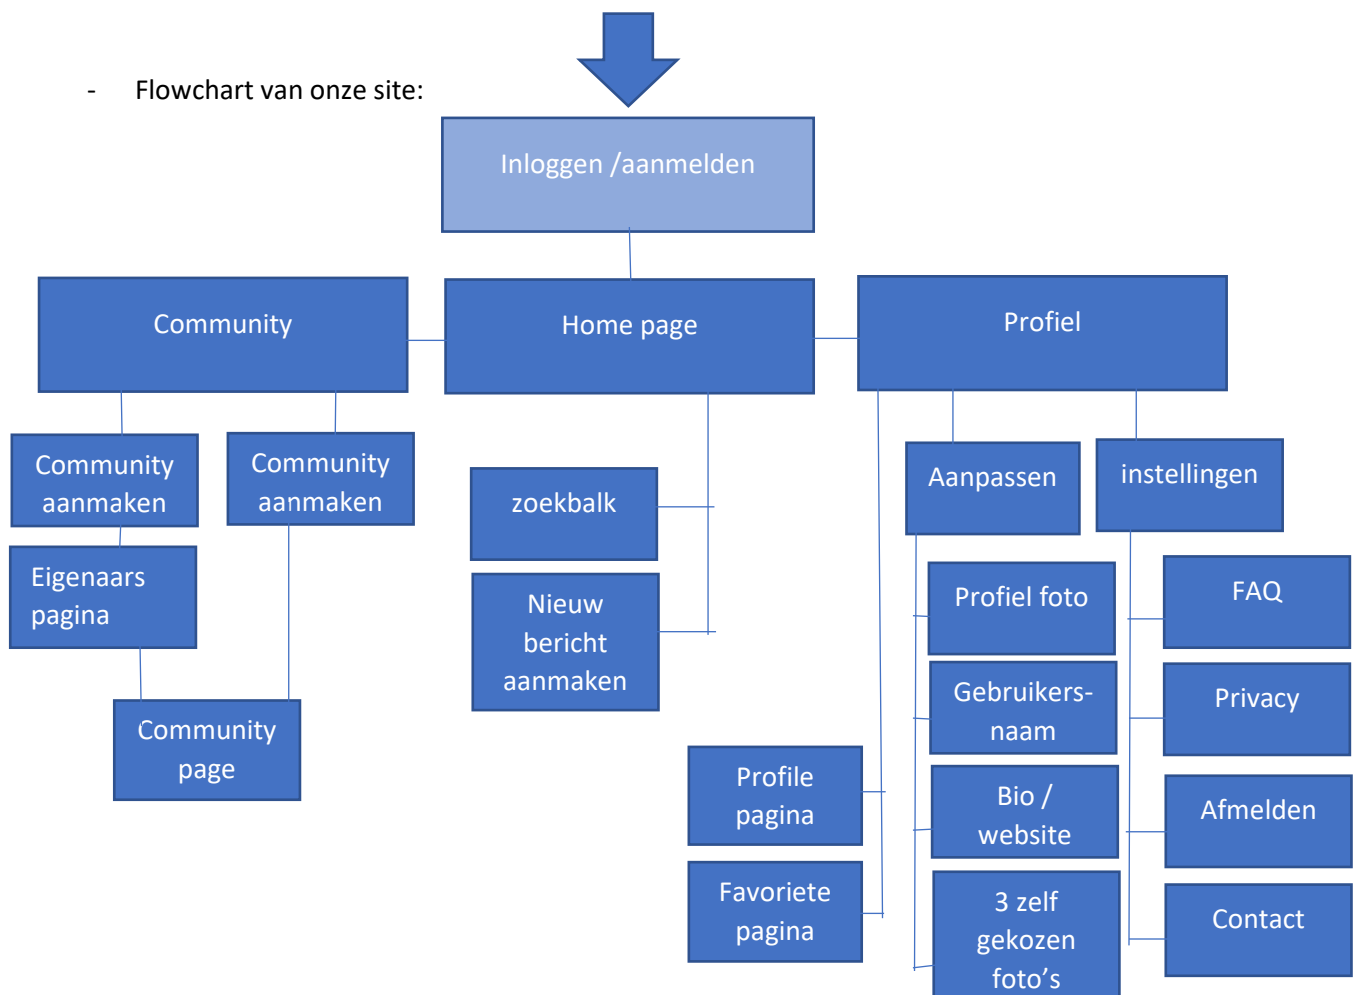 - Flowchart van onze site:
Inloggen /aanmelden
Community
Home page
Profiel
Community
aanmaken
Community
aanmaken
Eigenaars
pagina
Community
page
zoekbalk
Nieuw
bericht
aanmaken
Profile
pagina
Favoriete
pagina
Aanpassen
Profiel foto
Gebruikers-
naam
Bio /
website
3 zelf
gekozen
foto's
instellingen
FAQ
Privacy
Afmelden
Contact